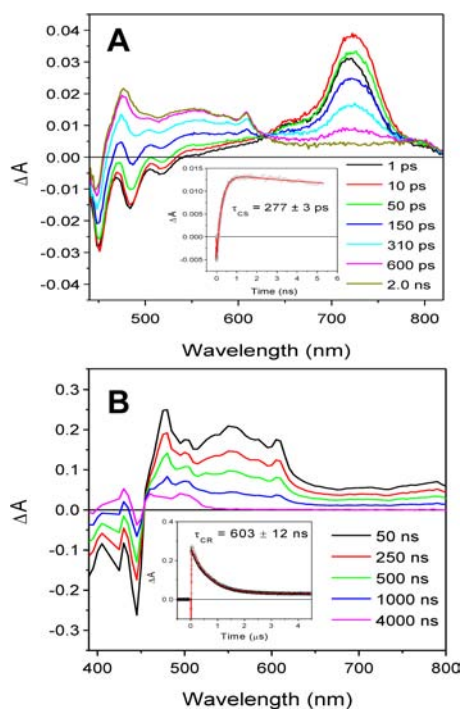 A
0.04
0.03
0.02
0.01
0.00
-0.01
-0.02
-0.03
-0.04
Δ A
500
600
700
800
Wavelength (nm)
1 ps
10 ps
50 ps
150 ps
310 ps
600 ps
2.0 ns
0.015
0.010
0.005
0.000
-0.005
ΔA
τCS = 277 ± 3 ps
0 1 2 3 4 5 6
Time (ns)
B
0.3
0.2
0.1
0.0
-0.1
-0.2
-0.3
ΔA
400 500 600 700 800
Wavelength (nm)
50 ns
250 ns
500 ns
1000 ns
4000 ns
0.4
0.2
0.0
ΔA
τCR = 603 ± 12 ns
0 2 4
Time (μs)